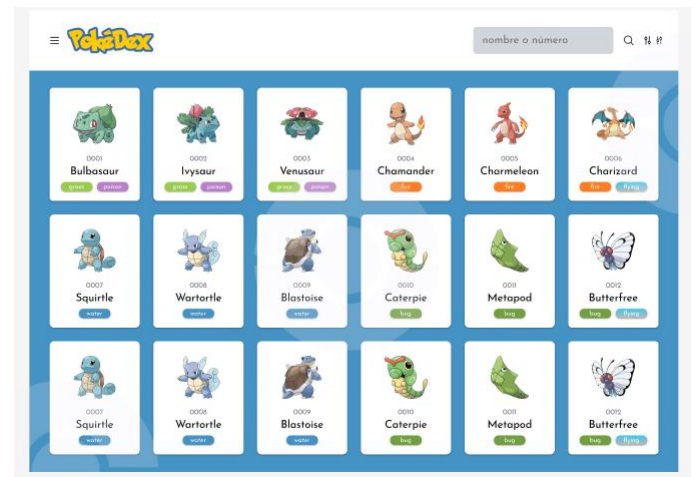 PokéDex
nombre o número
0001 0002 0003 0004 0005 0006
Bulbasaur Ivysaur Venusaur Chamander Charmeleon Charizard
grass poison grass poison grass poison fire fire fire flying
0007 0008 0009 0010 0011 0012
Squirtle Wartortle Blastoise Caterpie Metapod Butterfree
water water water bug bug bug flying
0007 0008 0009 0010 0011 0012
Squirtle Wartortle Blastoise Caterpie Metapod Butterfree
water water water bug bug bug flying